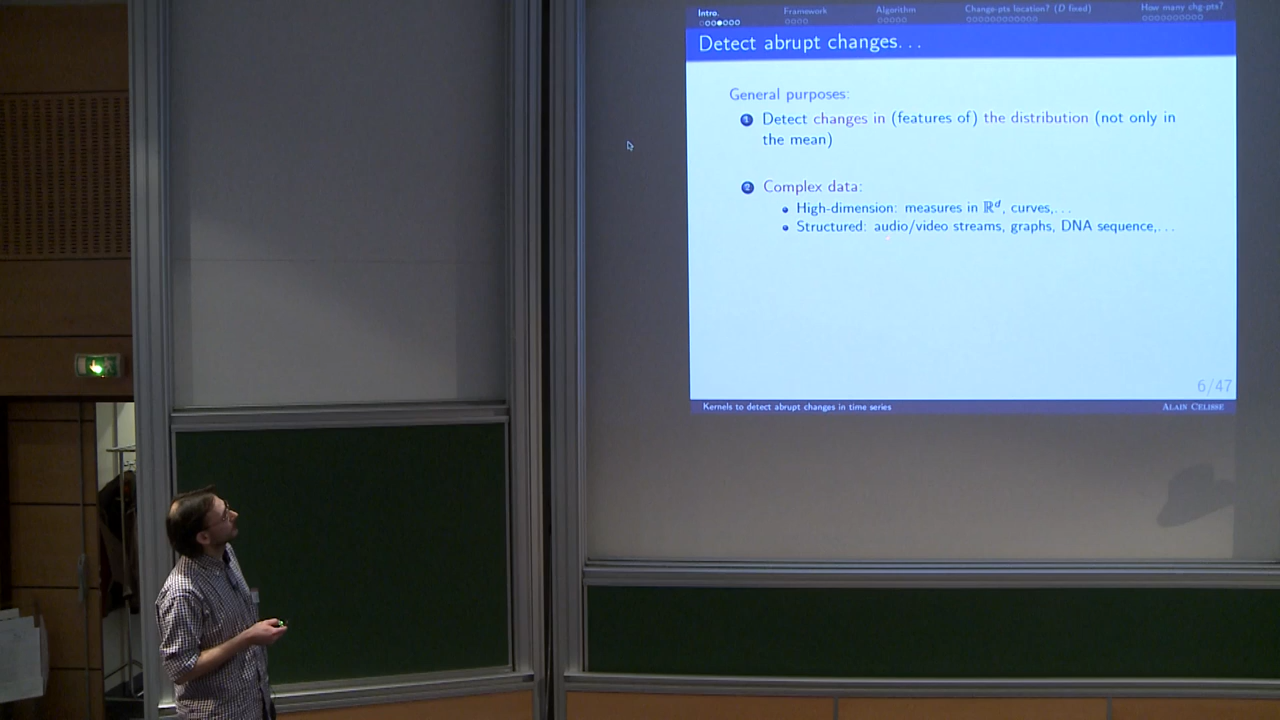 Intro. Framework Algorithm Change-pts location? (D fixed) How many chg-pts?
Detect abrupt changes...
General purposes:
1 Detect changes in (features of) the distribution (not only in
the mean)
2 Complex data:
• High-dimension: measures in ℝᵈ, curves,...
• Structured: audio/video streams, graphs, DNA sequence,...
6/47
Kernels to detect abrupt changes in time series ALAIN CELISSE